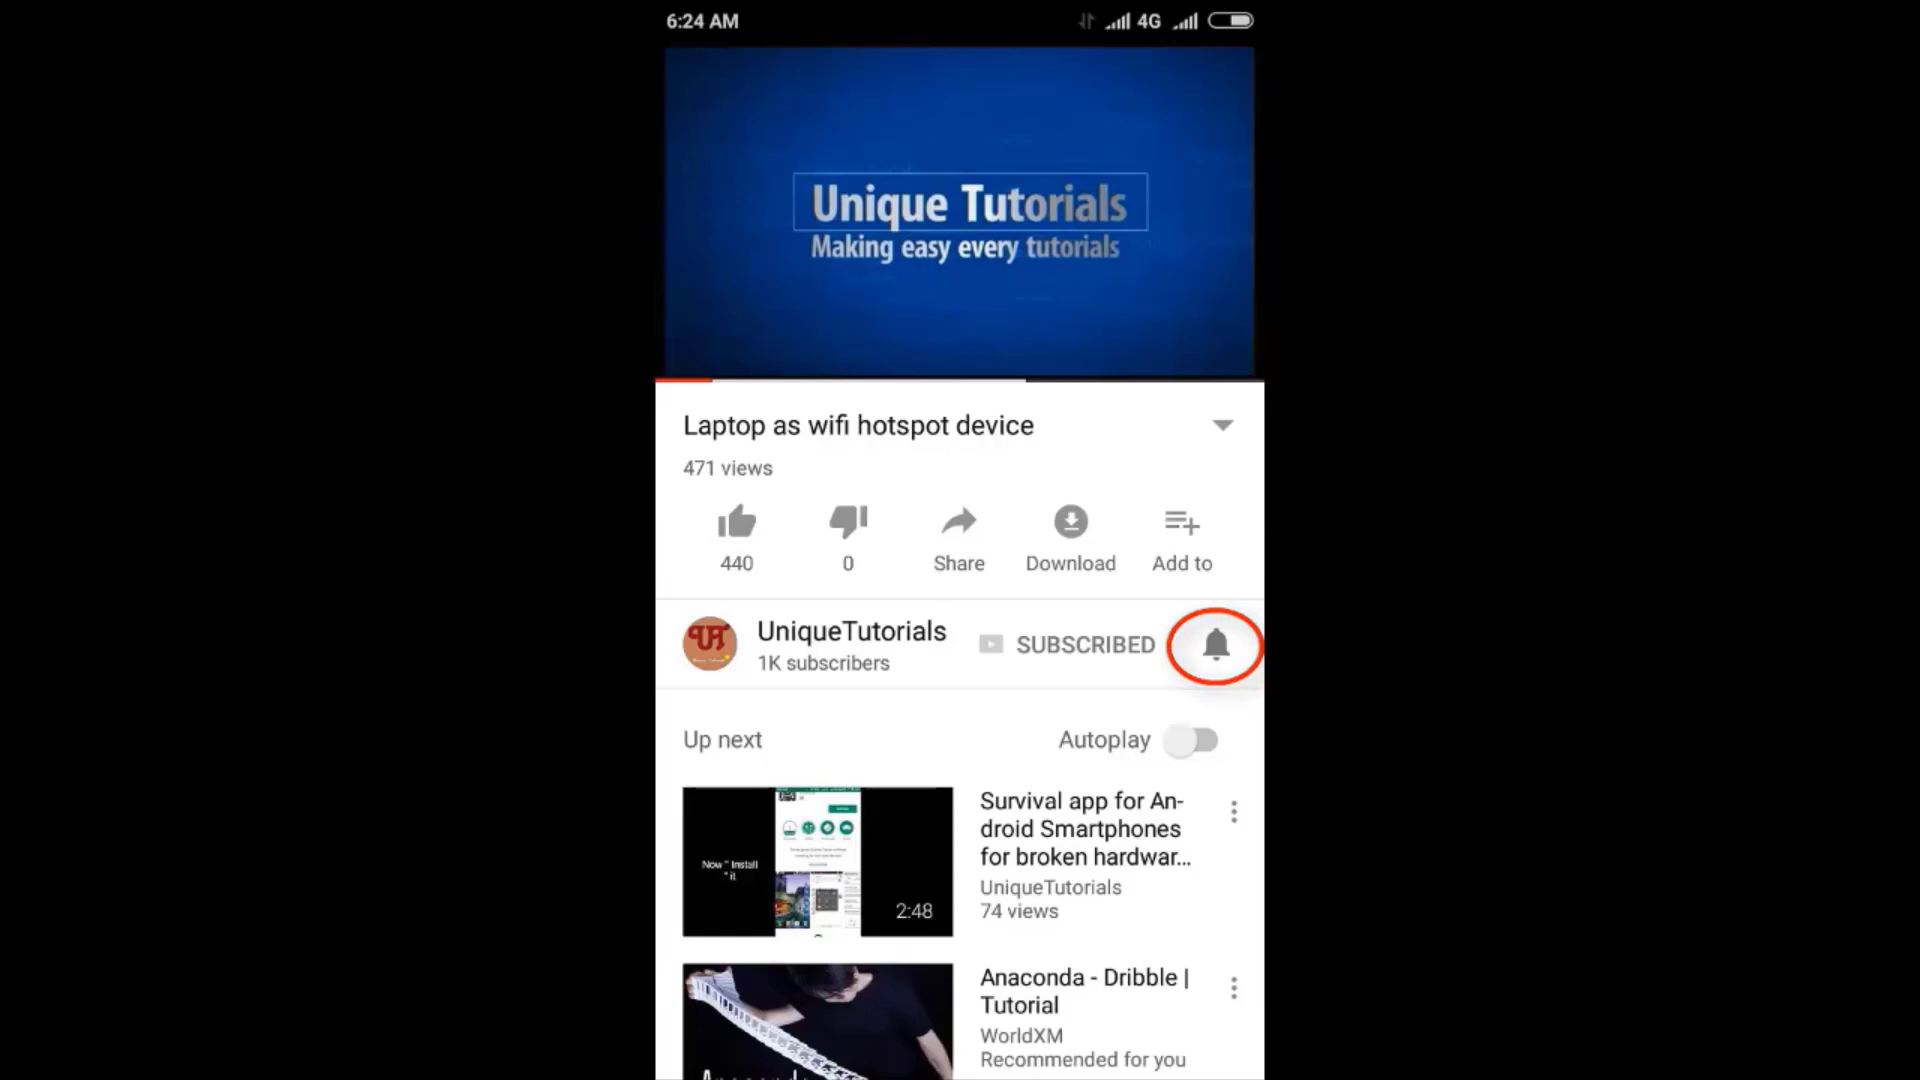 6:24 AM
4G
Unique Tutorials
Making easy every tutorials
Laptop as wifi hotspot device
471 views
440
0
Share
Download
Add to
UniqueTutorials
1K subscribers
SUBSCRIBED
Up next
Autoplay
Now " Install
" it
2:48
Survival app for An-
droid Smartphones
for broken hardwar...
UniqueTutorials
74 views
Anaconda - Dribble |
Tutorial
WorldXM
Recommended for you